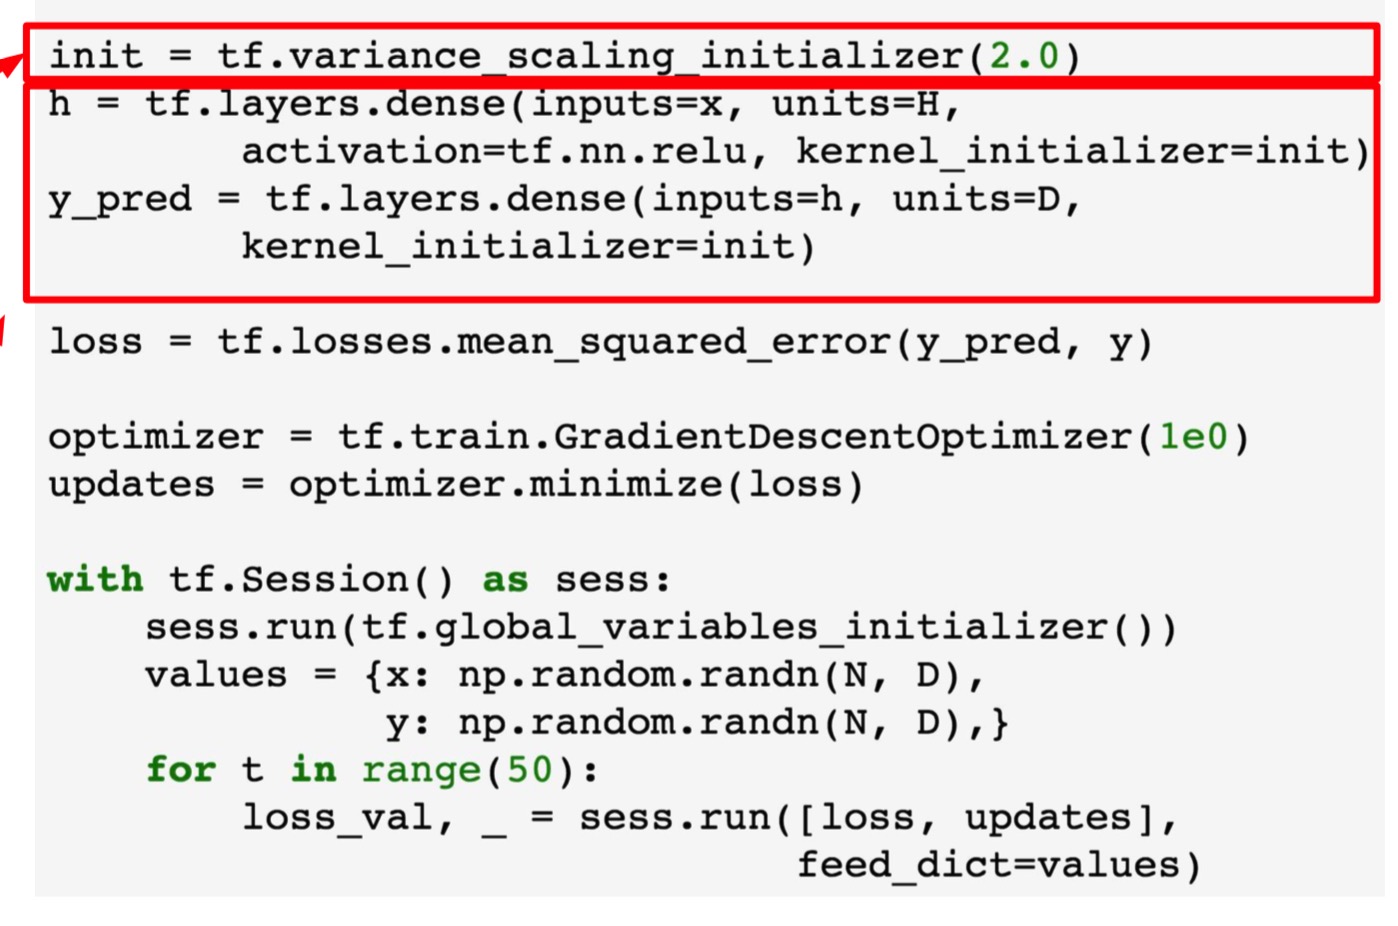 init = tf.variance_scaling_initializer(2.0)
h = tf.layers.dense(inputs=x, units=H,
        activation=tf.nn.relu, kernel_initializer=init)
y_pred = tf.layers.dense(inputs=h, units=D,
        kernel_initializer=init)
loss = tf.losses.mean_squared_error(y_pred, y)
optimizer = tf.train.GradientDescentOptimizer(1e0)
updates = optimizer.minimize(loss)
with tf.Session() as sess:
    sess.run(tf.global_variables_initializer())
    values = {x: np.random.randn(N, D),
              y: np.random.randn(N, D),}
    for t in range(50):
        loss_val, _ = sess.run([loss, updates],
                               feed_dict=values)